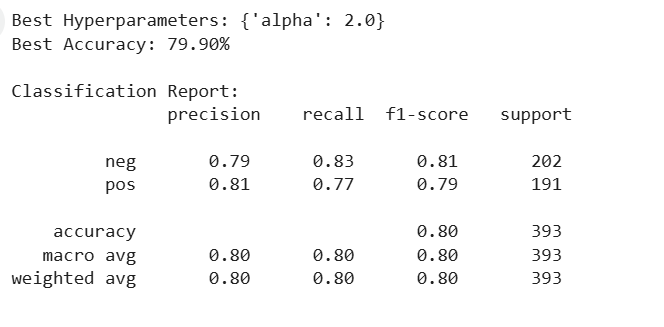 Best Hyperparameters: {'alpha': 2.0}
Best Accuracy: 79.90%
Classification Report:
precision recall f1-score support
neg 0.79 0.83 0.81 202
pos 0.81 0.77 0.79 191
accuracy 0.80 393
macro avg 0.80 0.80 0.80 393
weighted avg 0.80 0.80 0.80 393